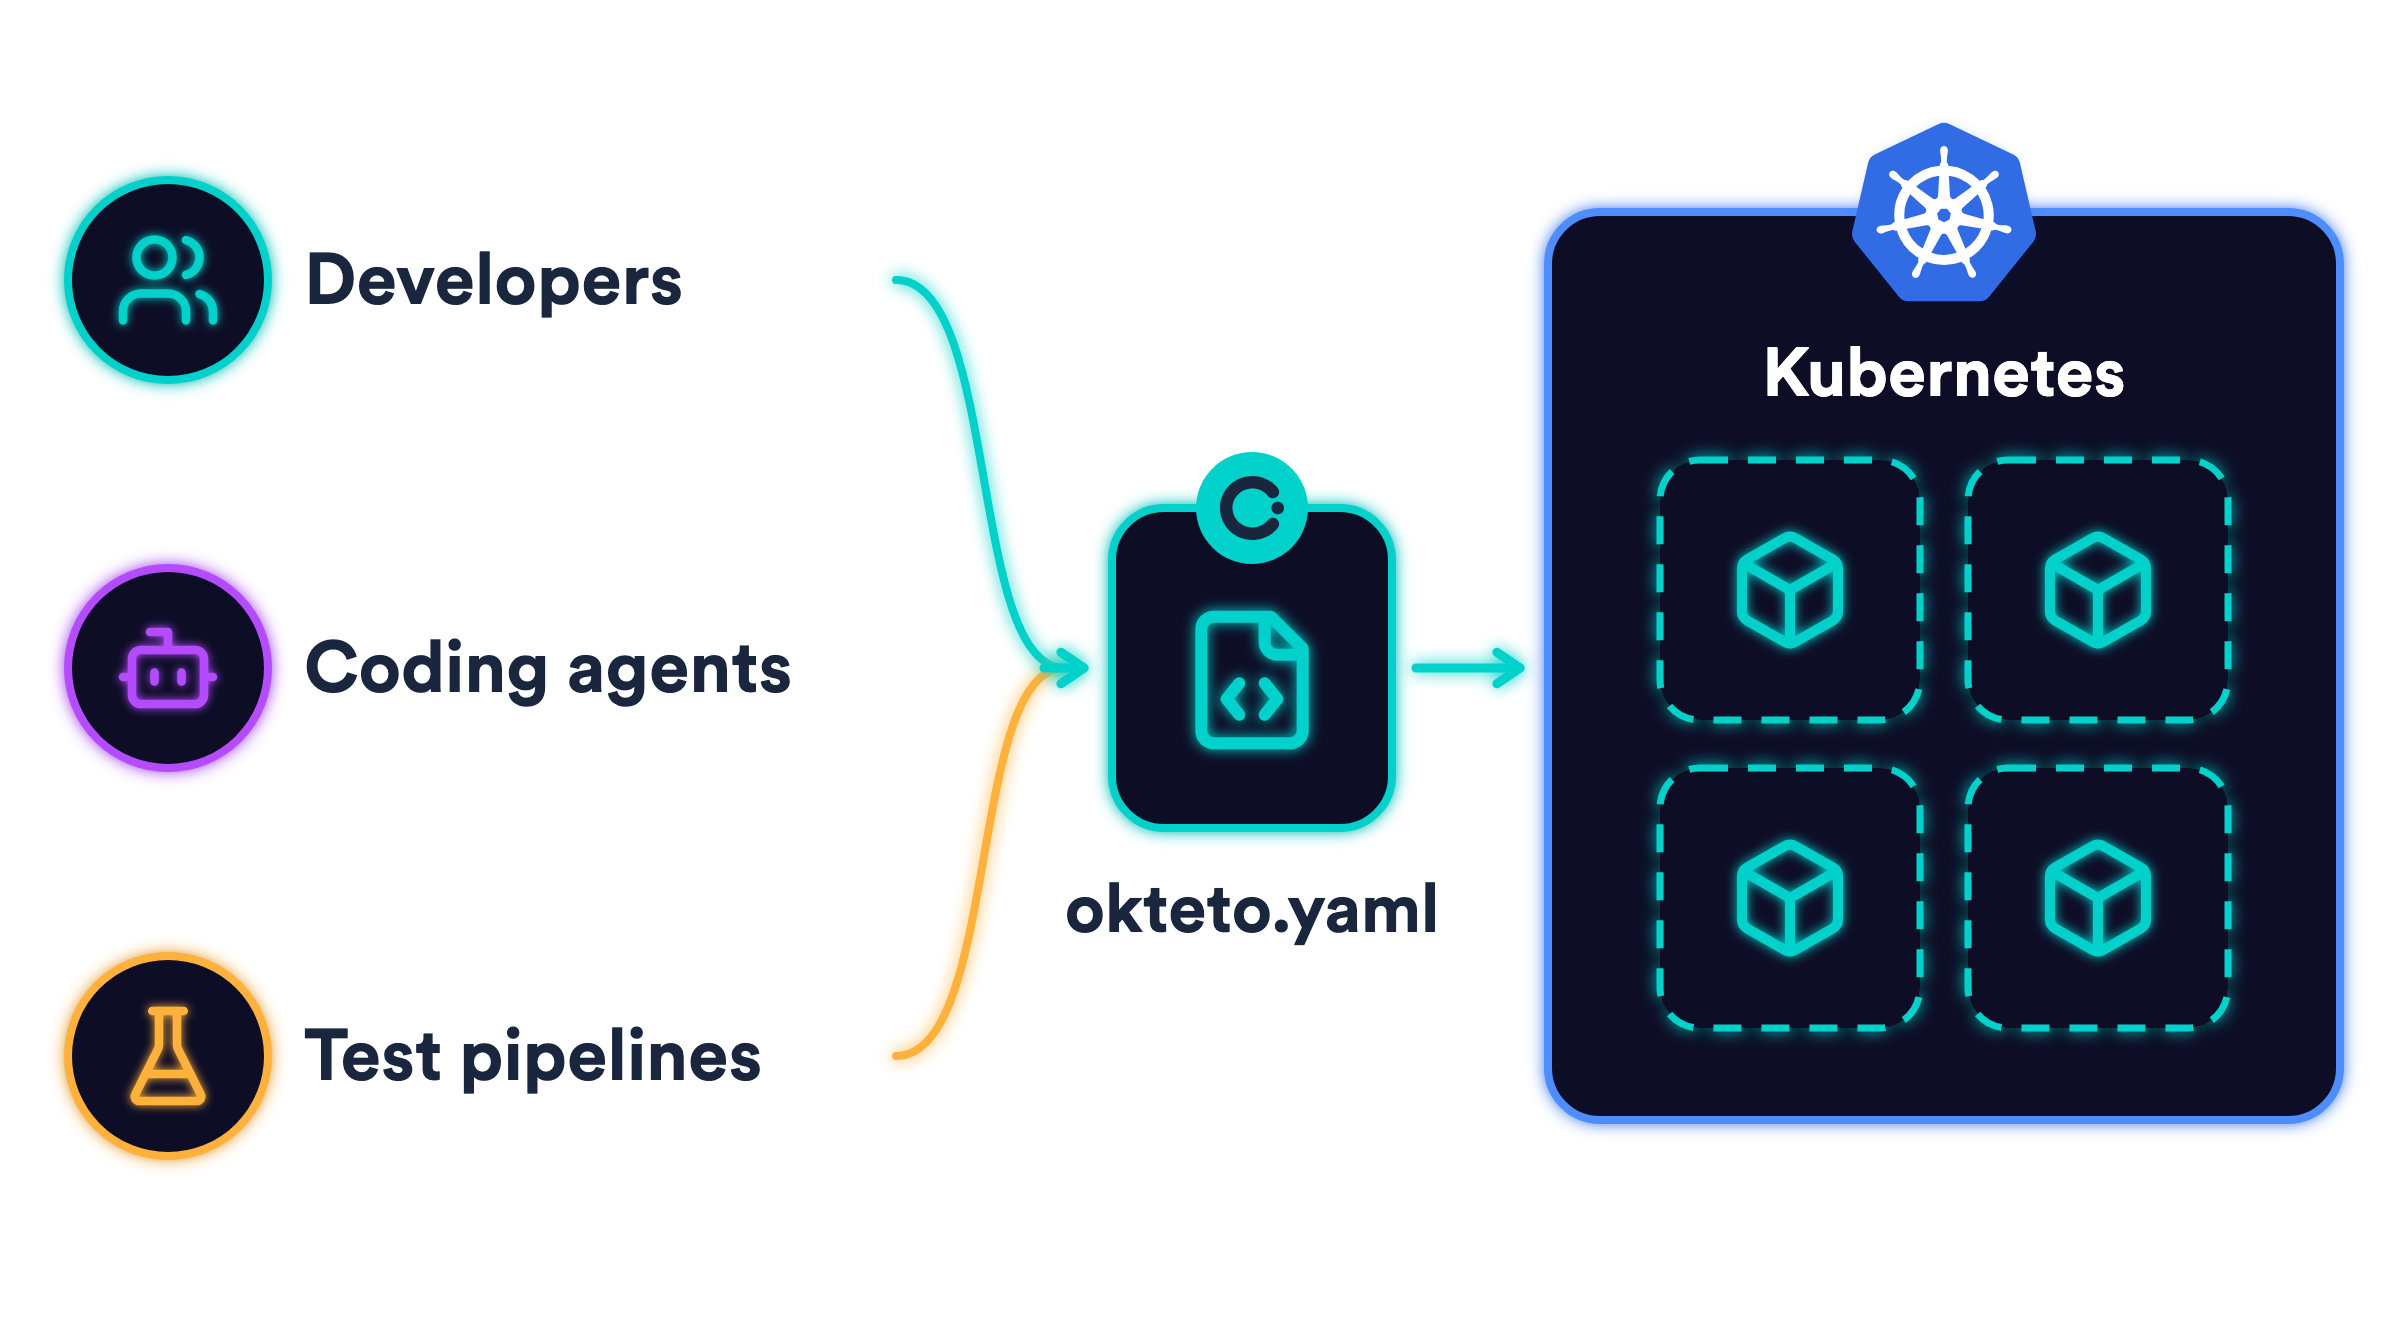 Developers
Coding agents
Test pipelines
okteto.yaml
Kubernetes